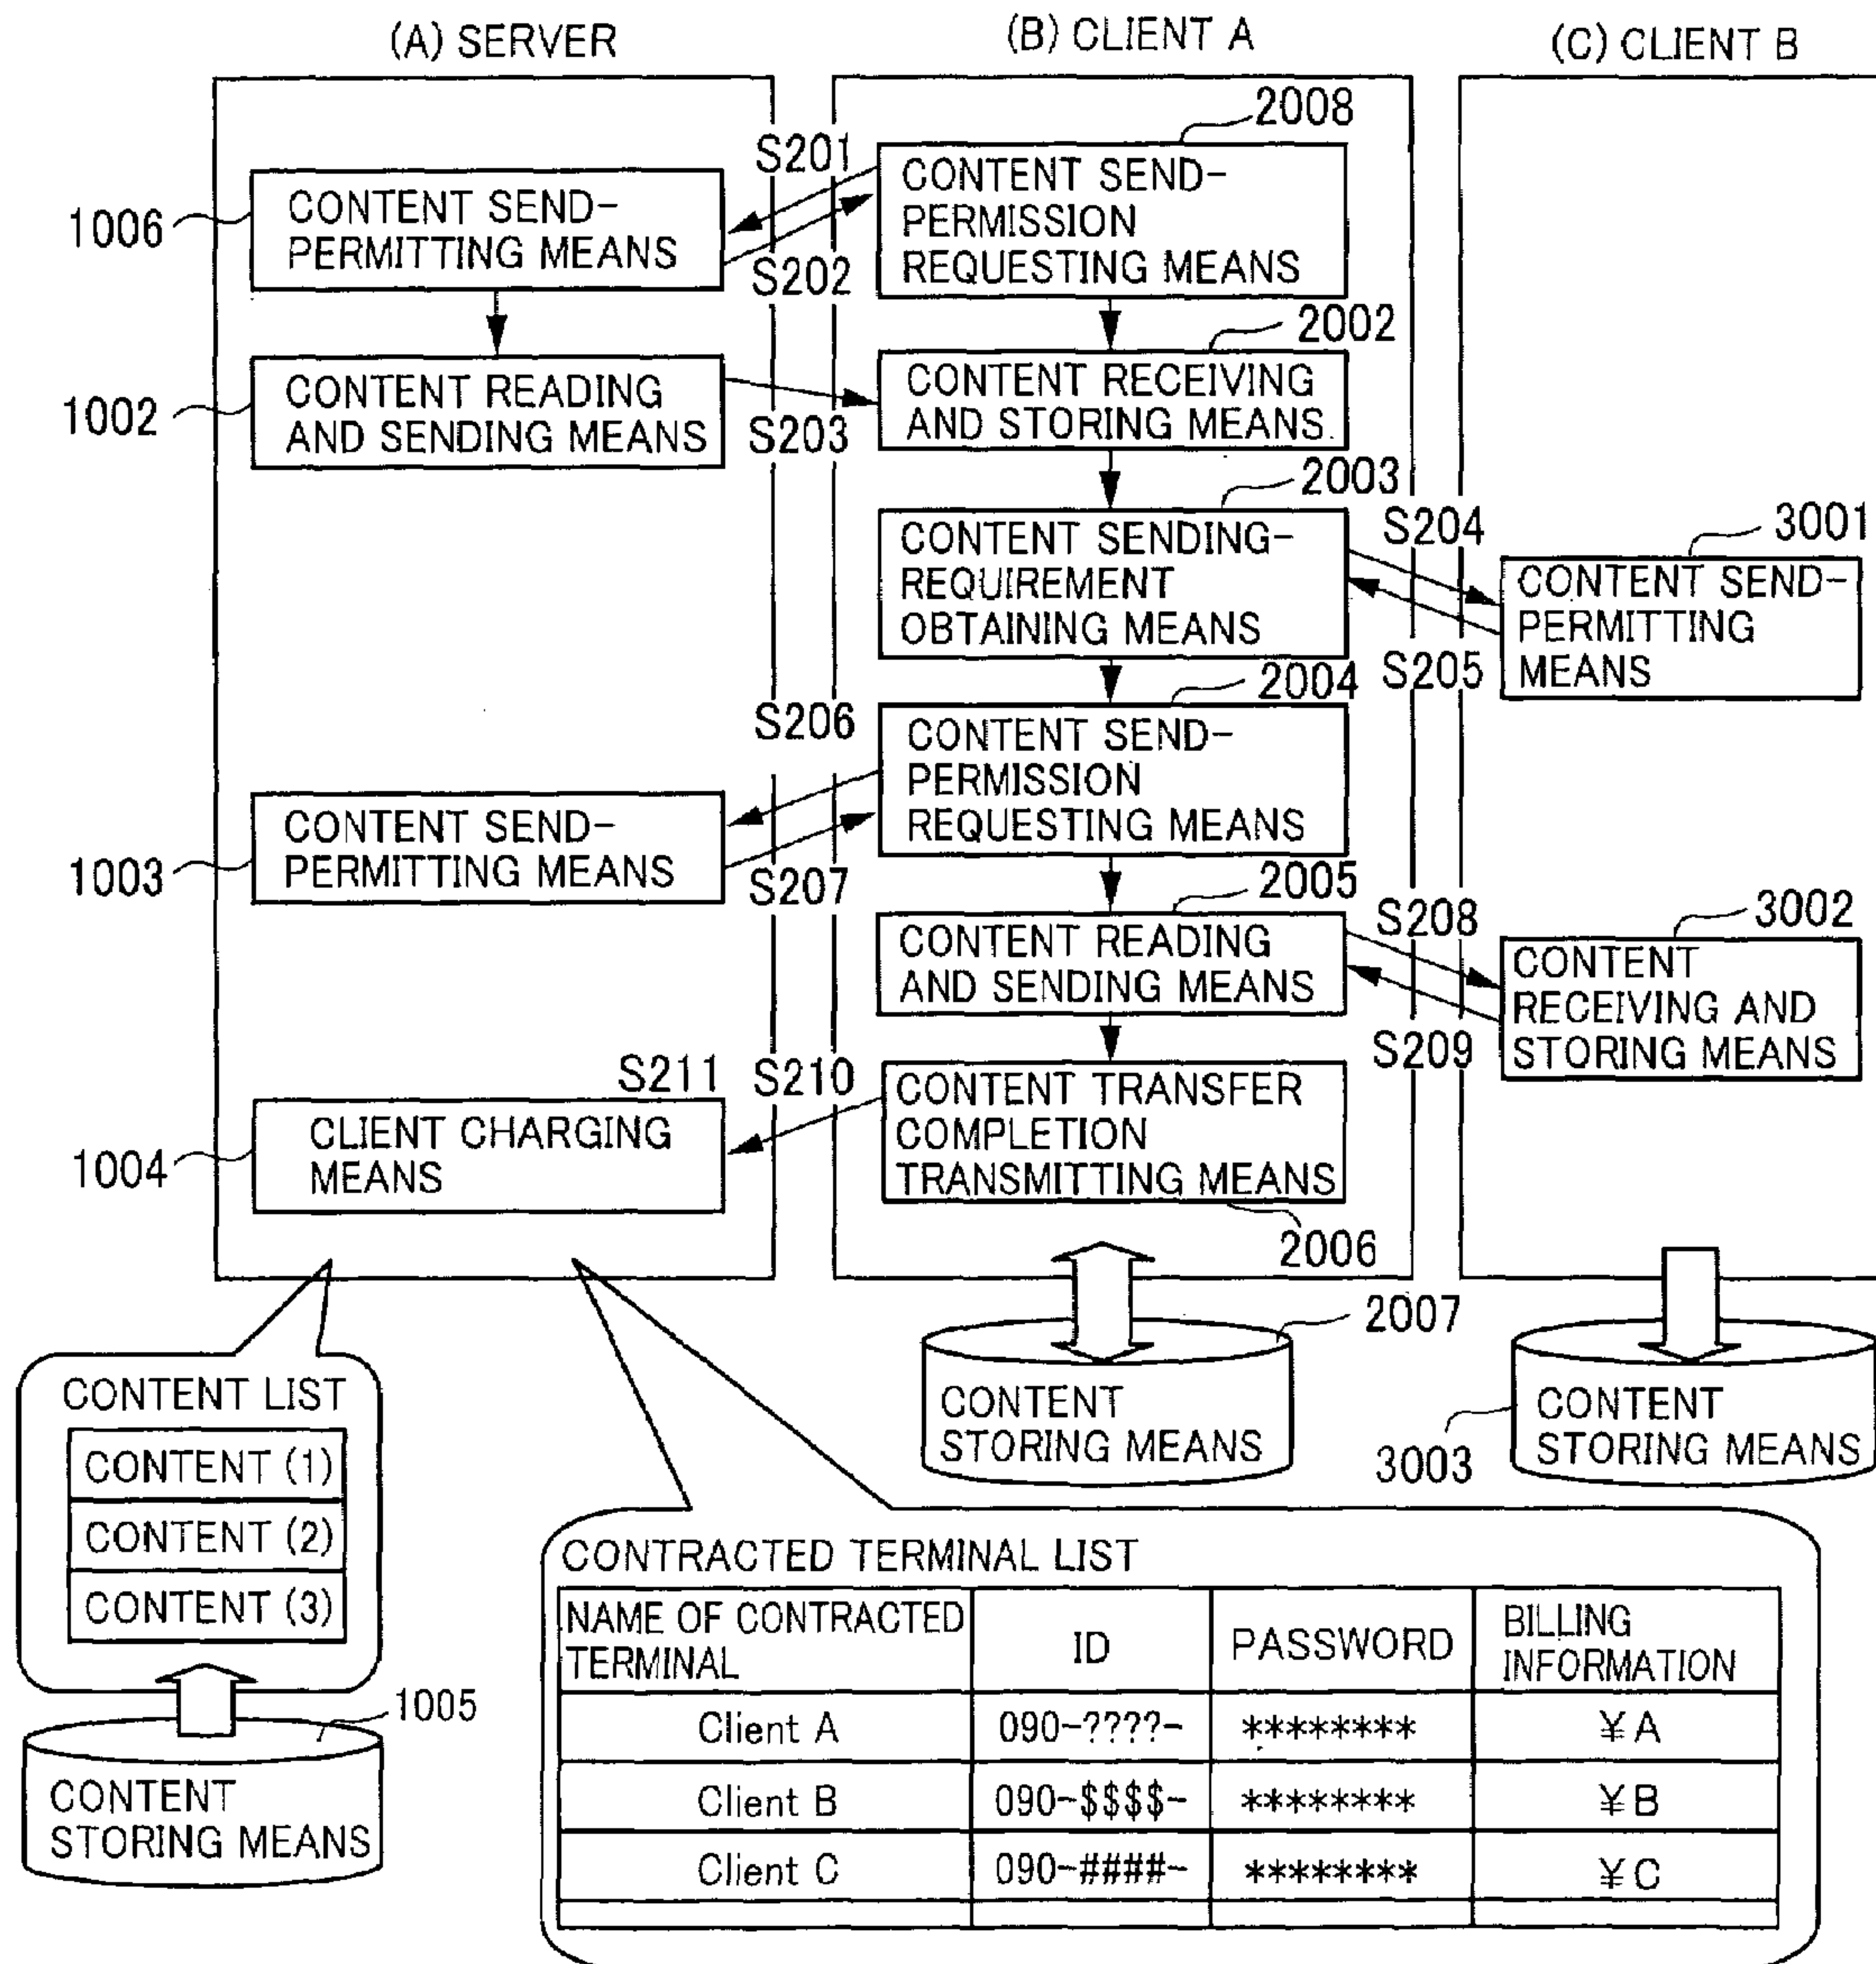 (A) SERVER
(B) CLIENT A
(C) CLIENT B
2008
S201
CONTENT SEND-
PERMISSION
REQUESTING MEANS
1006
CONTENT SEND-
PERMITTING MEANS
S202
2002
1002
CONTENT READING
AND SENDING MEANS
S203
CONTENT RECEIVING
AND STORING MEANS.
2003
CONTENT SENDING-
REQUIREMENT
OBTAINING MEANS
S204
3001
CONTENT SEND-
PERMITTING
MEANS
S205
2004
S206
CONTENT SEND-
PERMISSION
REQUESTING MEANS
1003
CONTENT SEND-
PERMITTING MEANS
S207
2005
CONTENT READING
AND SENDING MEANS
S208
3002
CONTENT
RECEIVING AND
STORING MEANS
S209
S211
S210
1004
CLIENT CHARGING
MEANS
CONTENT TRANSFER
COMPLETION
TRANSMITTING MEANS
2006
2007
CONTENT
STORING MEANS
3003
CONTENT
STORING MEANS
CONTENT LIST
CONTENT (1)
CONTENT (2)
CONTENT (3)
1005
CONTENT
STORING MEANS
CONTRACTED TERMINAL LIST
NAME OF CONTRACTED
TERMINAL
ID
PASSWORD
BILLING
INFORMATION
Client A
090-????-
********
¥A
Client B
090-$$$$-
********
¥B
Client C
090-####-
********
¥C